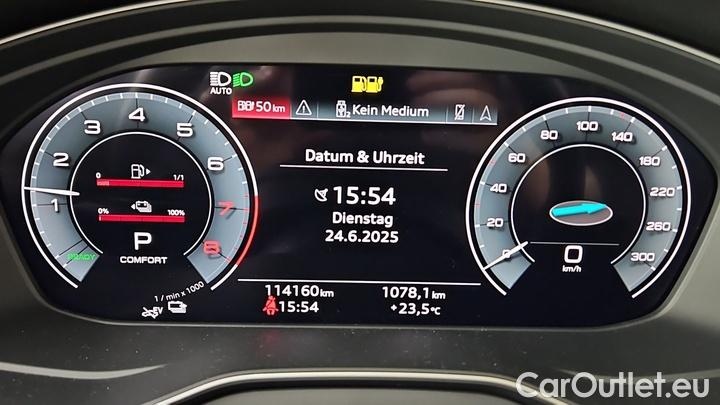 AUTO
50 km
Kein Medium
1 2 3 4 5 6 7 8
0 1/1
0% 100%
P
COMFORT
READY
1 / min x 1000
EV
Datum & Uhrzeit
15:54
Dienstag
24.6.2025
114160 km 1078,1 km
15:54 +23,5°C
0 20 40 60 80 100 140 180 220 260 300
0
km/h
CarOutlet.eu